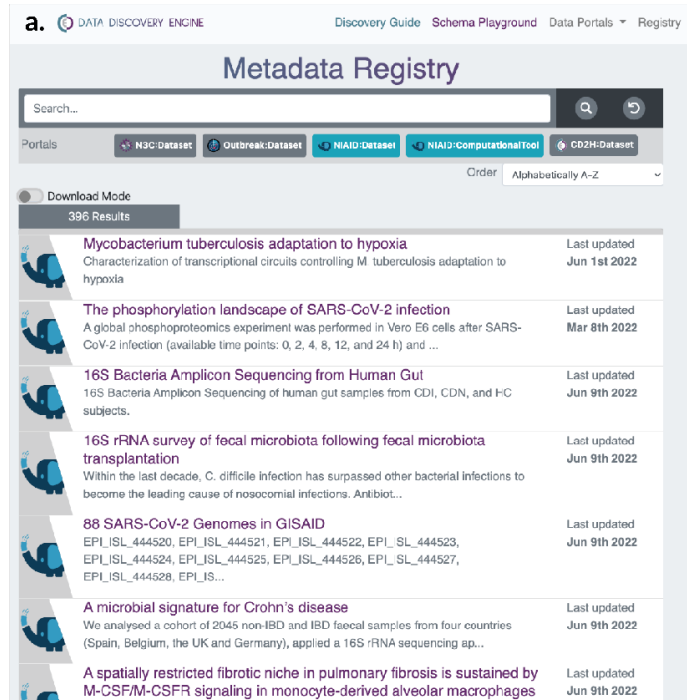 a. DATA DISCOVERY ENGINE Discovery Guide Schema Playground Data Portals Registry
Metadata Registry
Search...
Portals N3C:Dataset Outbreak:Dataset NIAID:Dataset NIAID:ComputationalTool CD2H:Dataset
Order Alphabetically A-Z
Download Mode
396 Results
Mycobacterium tuberculosis adaptation to hypoxia Last updated
Characterization of transcriptional circuits controlling M tuberculosis adaptation to Jun 1st 2022
hypoxia
The phosphorylation landscape of SARS-CoV-2 infection Last updated
A global phosphoproteomics experiment was performed in Vero E6 cells after SARS- Mar 8th 2022
CoV-2 infection (available time points: 0, 2, 4, 8, 12, and 24 h) and ...
16S Bacteria Amplicon Sequencing from Human Gut Last updated
16S Bacteria Amplicon Sequencing of human gut samples from CDI, CDN, and HC Jun 9th 2022
subjects.
16S rRNA survey of fecal microbiota following fecal microbiota Last updated
transplantation Jun 9th 2022
Within the last decade, C. difficile infection has surpassed other bacterial infections to
become the leading cause of nosocomial infections. Antibiot...
88 SARS-CoV-2 Genomes in GISAID Last updated
EPI_ISL_444520, EPI_ISL_444521, EPI_ISL_444522, EPI_ISL_444523, Jun 9th 2022
EPI_ISL_444524, EPI_ISL_444525, EPI_ISL_444526, EPI_ISL_444527,
EPI_ISL_444528, EPI_IS...
A microbial signature for Crohn's disease Last updated
We analysed a cohort of 2045 non-IBD and IBD faecal samples from four countries Jun 9th 2022
(Spain, Belgium, the UK and Germany), applied a 16S rRNA sequencing ap...
A spatially restricted fibrotic niche in pulmonary fibrosis is sustained by Last updated
M-CSF/M-CSFR signaling in monocyte-derived alveolar macrophages Jun 9th 2022